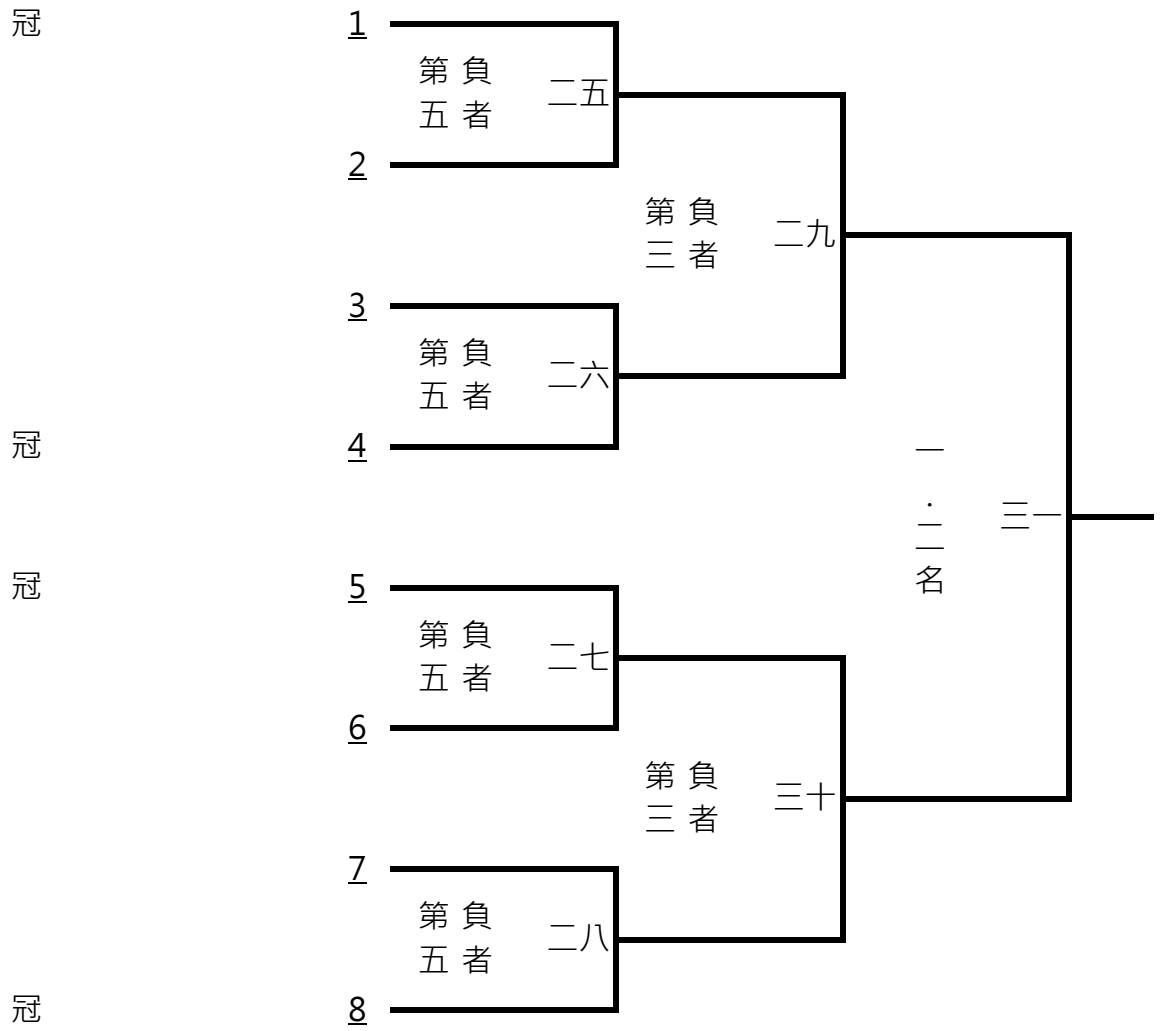 冠 1
負者 第五 二五
2
負者 第三 二九
3
負者 第五 二六
冠 4
一.二名 三一
冠 5
負者 第五 二七
6
負者 第三 三十
7
負者 第五 二八
冠 8